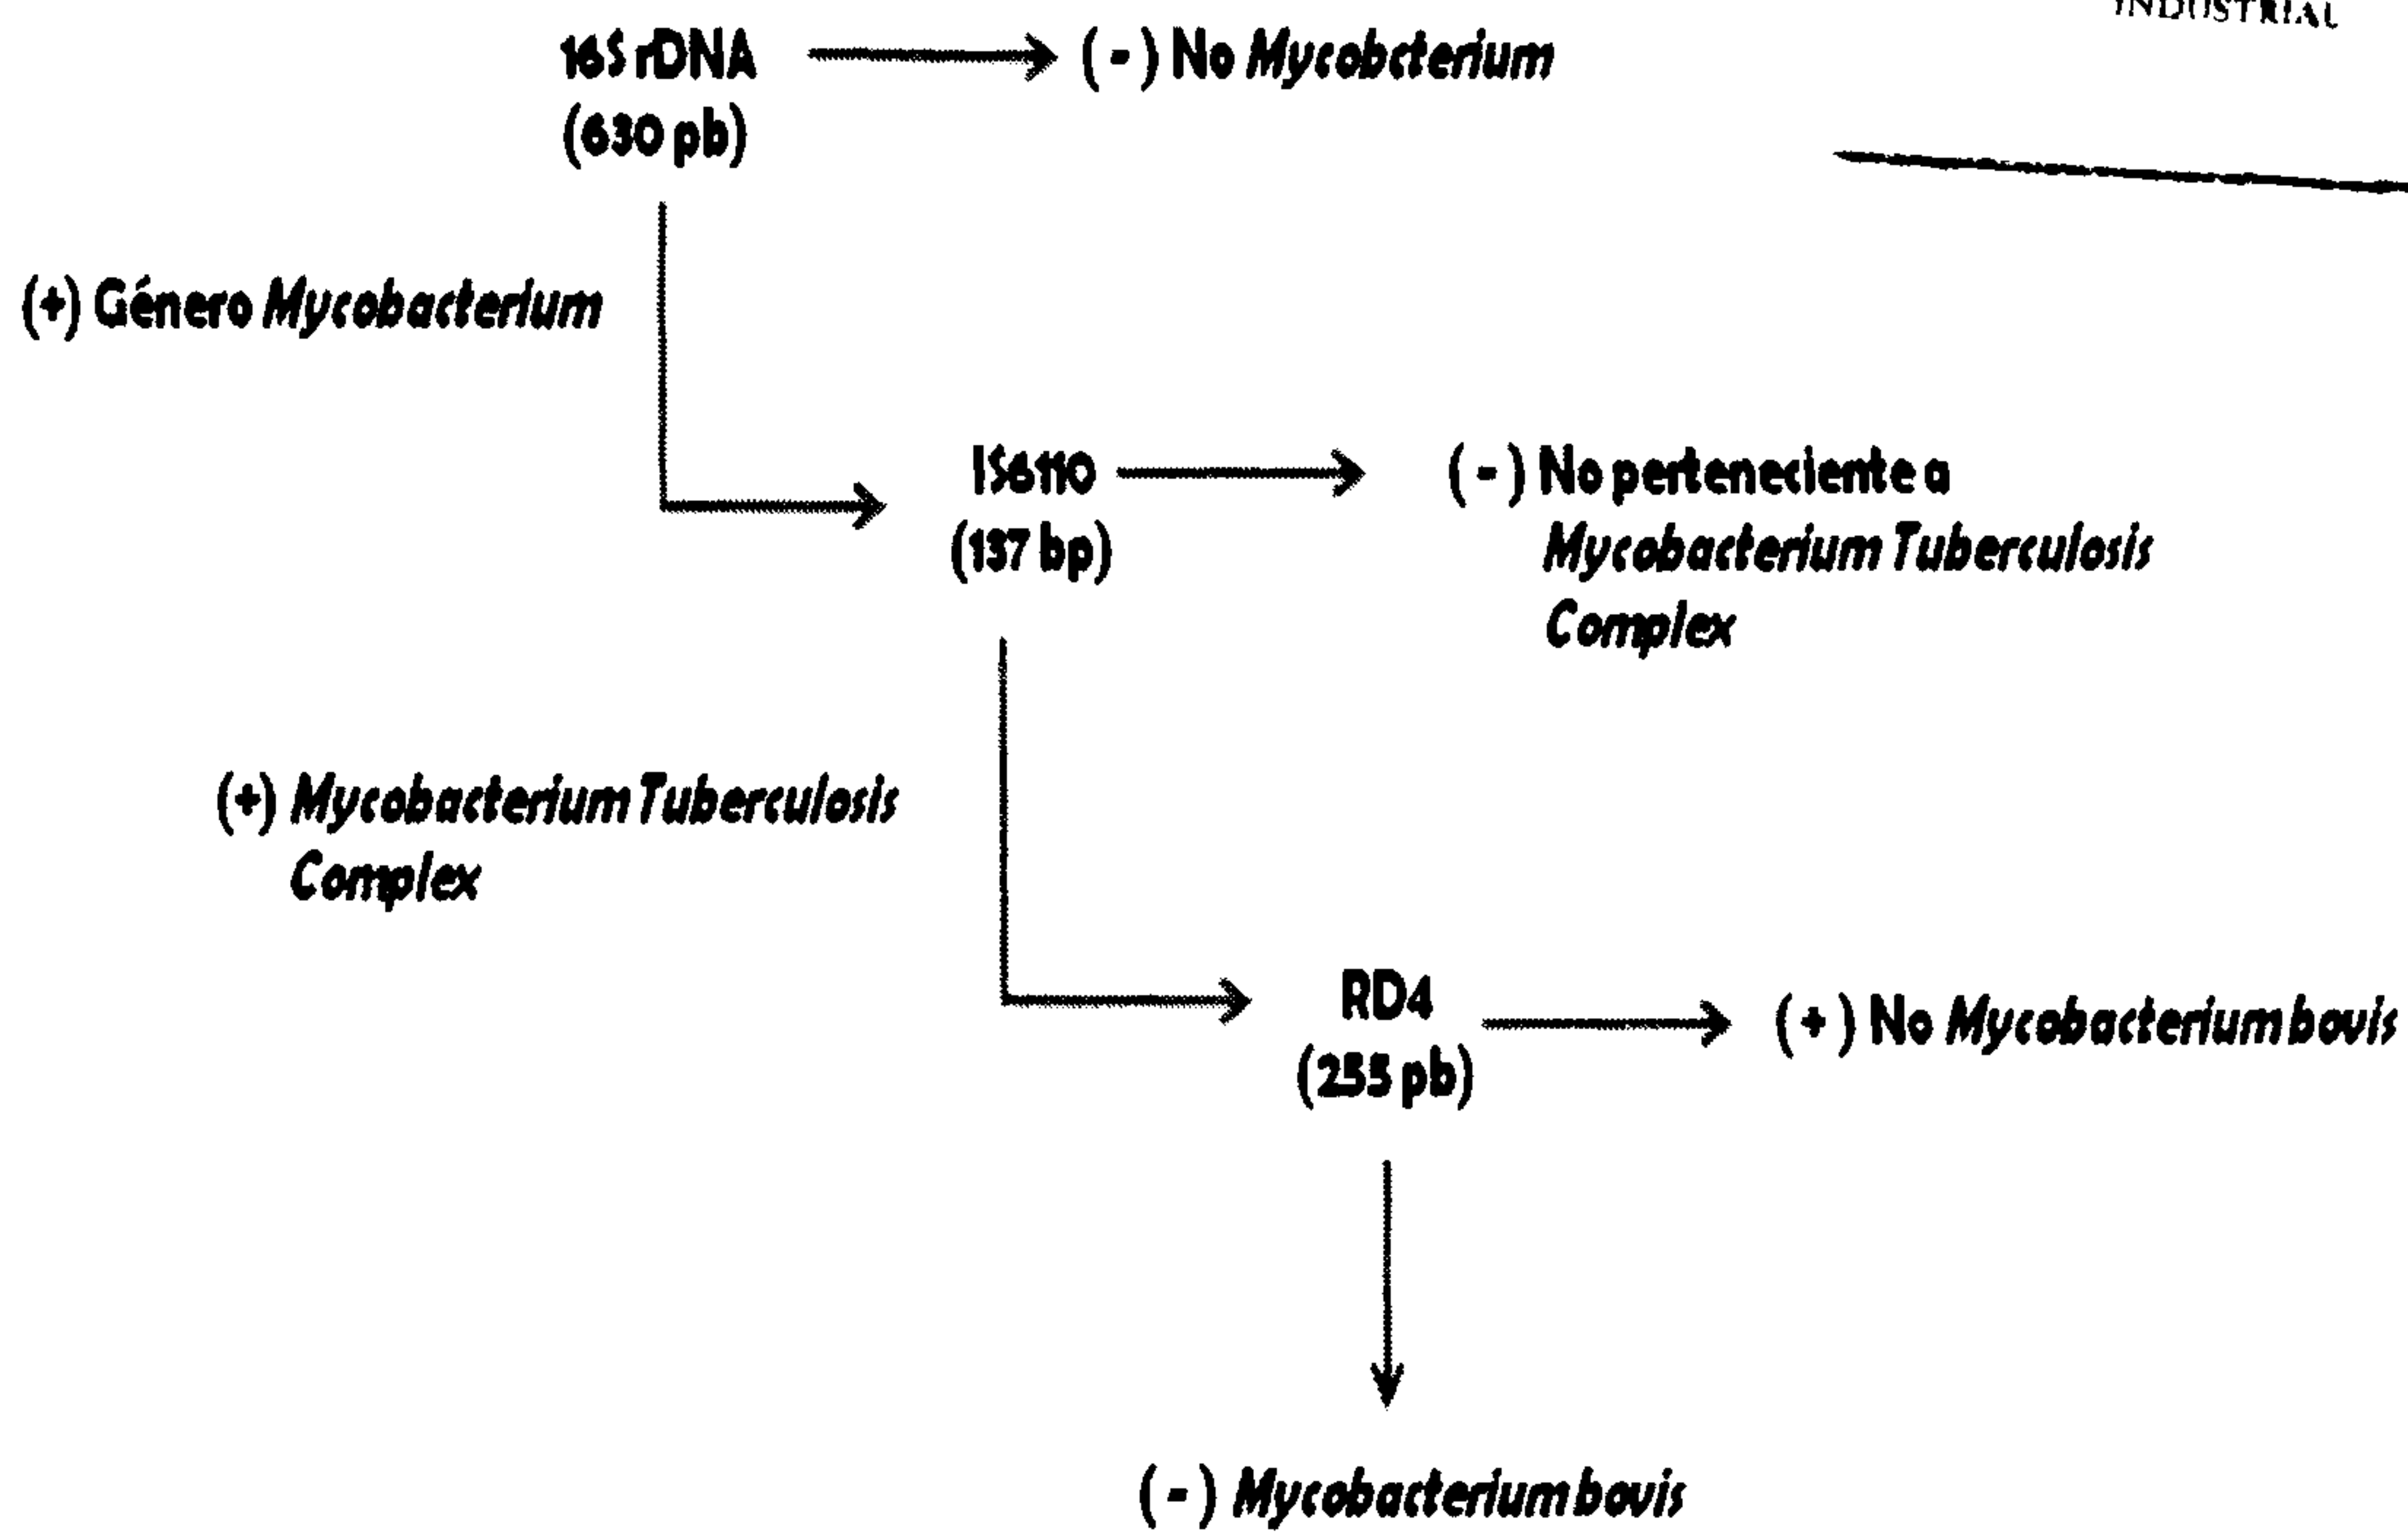 INDUSTRIAL
16S rDNA
(630 pb)
(-) No Mycobcterium
(+) Género Mycobacterium
IS6110
(137 bp)
(-) No perteneciente a
Mycobacterium Tuberculosis
Complex
(+) Mycobacterium Tuberculosis
Complex
RD4
(255 pb)
(+) No Mycobacterium bovis
(-) Mycobacterium bovis